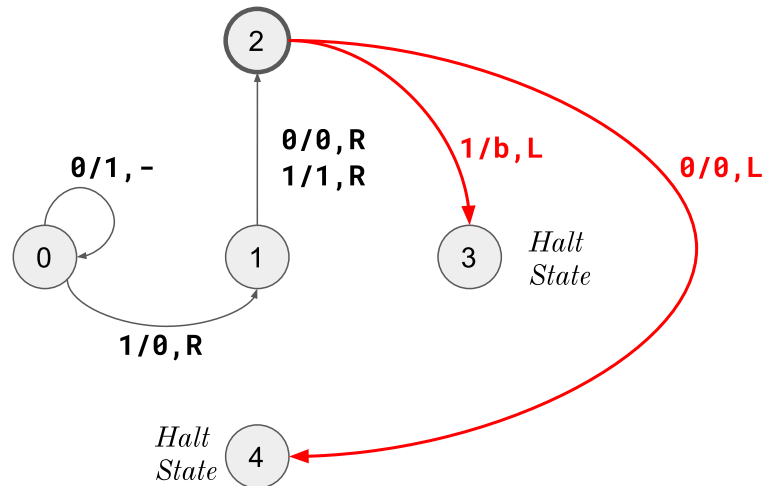 2
0/0,R
1/1,R
1/b,L
0/0,L
0/1,-
0
1
3
Halt
State
1/0,R
Halt
State
4